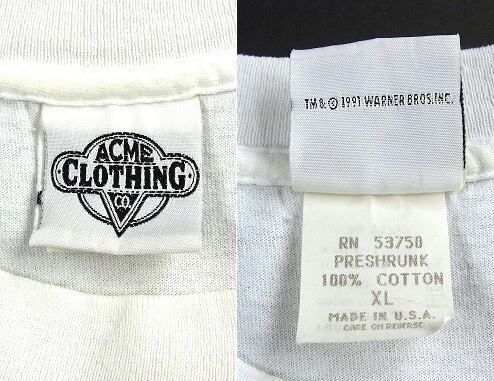 ACME
CLOTHING
CO.
TM & © 1991 WARNER BROS. INC.
RN 53750
PRESHRUNK
100% COTTON
XL
MADE IN U.S.A.
CARE ON REVERSE